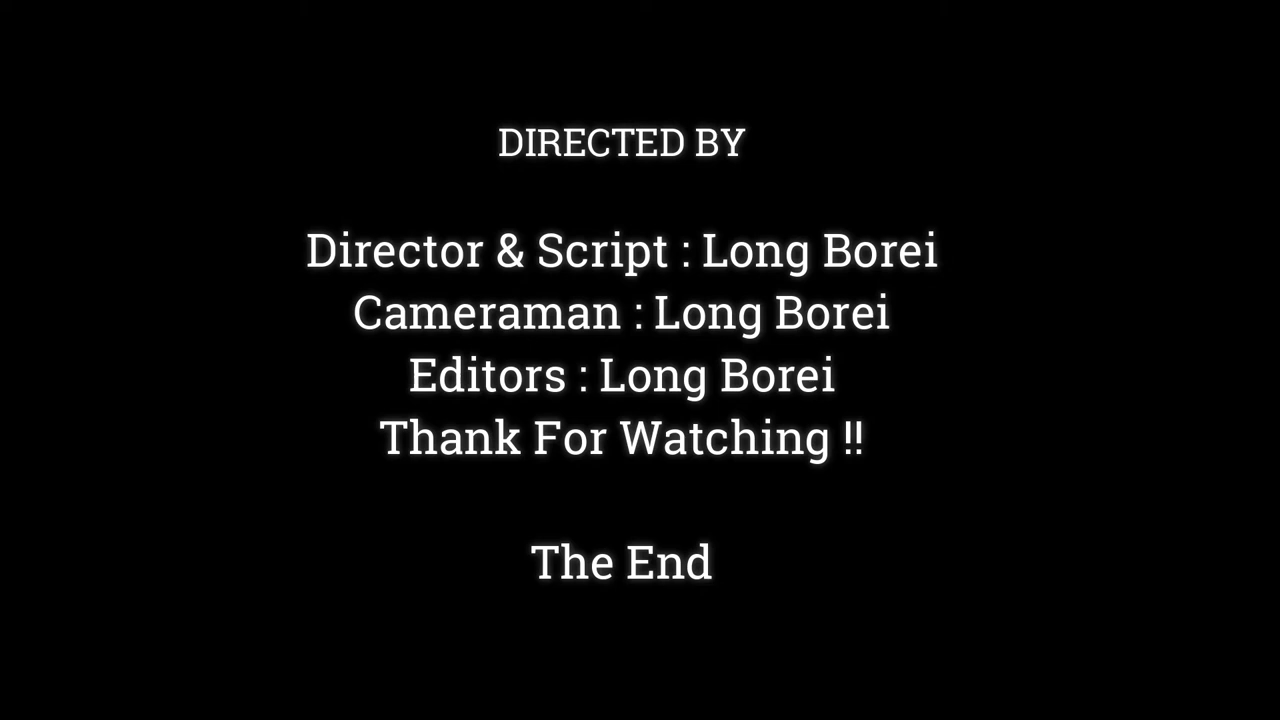 DIRECTED BY
Director & Script : Long Borei
Cameraman : Long Borei
Editors : Long Borei
Thank For Watching !!
The End